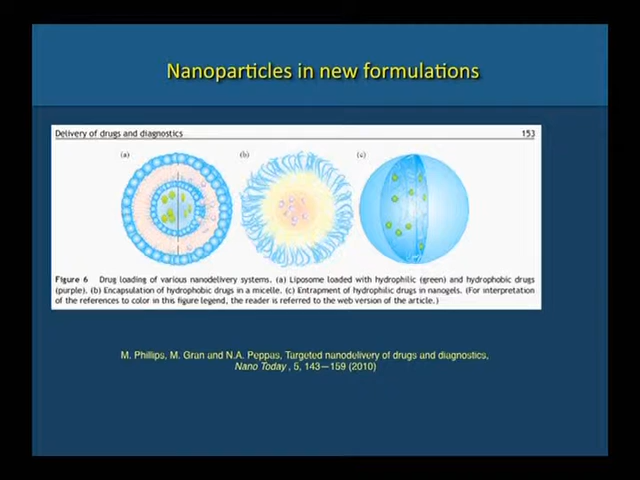 Nanoparticles in new formulations
Delivery of drugs and diagnostics 153
(a) (b) (c)
Figure 6 Drug loading of various nanodelivery systems. (a) Liposome loaded with hydrophilic (green) and hydrophobic drugs
(purple). (b) Encapsulation of hydrophobic drugs in a micelle. (c) Entrapment of hydrophilic drugs in nanogels. (For interpretation
of the references to color in this figure legend, the reader is referred to the web version of the article.)
M. Phillips, M. Gran and N.A. Peppas, Targeted nanodelivery of drugs and diagnostics,
Nano Today , 5, 143—159 (2010)